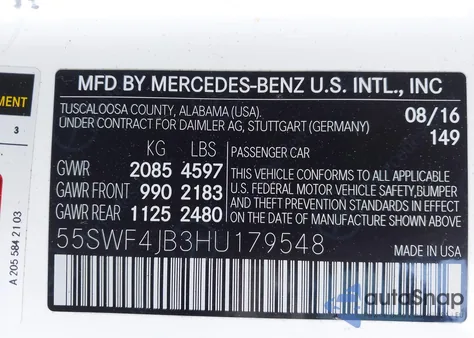 MFD BY MERCEDES-BENZ U.S. INTL., INC
TUSCALOOSA COUNTY, ALABAMA (USA).
UNDER CONTRACT FOR DAIMLER AG, STUTTGART (GERMANY)
08/16
149
KG LBS
GWR 2085 4597
GAWR FRONT 990 2183
GAWR REAR 1125 2480
PASSENGER CAR
THIS VEHICLE CONFORMS TO ALL APPLICABLE
U.S. FEDERAL MOTOR VEHICLE SAFETY,BUMPER
AND THEFT PREVENTION STANDARDS IN EFFECT
ON THE DATE OF MANUFACTURE SHOWN ABOVE
55SWF4JB3HU179548
MADE IN USA
MENT
3
A 205 584 21 03
autoSnap